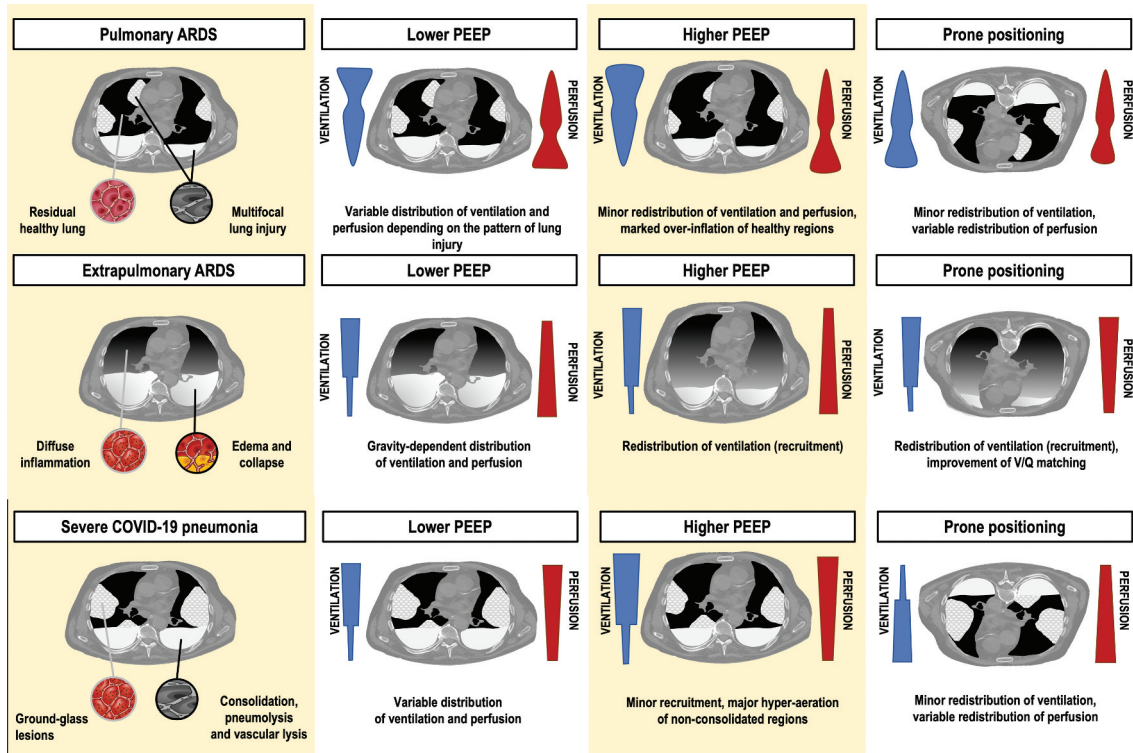 Pulmonary ARDS
Lower PEEP
Higher PEEP
Prone positioning
VENTILATION
PERFUSION
VENTILATION
PERFUSION
VENTILATION
PERFUSION
Residual
healthy lung
Multifocal
lung injury
Variable distribution of ventilation and
perfusion depending on the pattern of lung
injury
Minor redistribution of ventilation and perfusion,
marked over-inflation of healthy regions
Minor redistribution of ventilation,
variable redistribution of perfusion
Extrapulmonary ARDS
Lower PEEP
Higher PEEP
Prone positioning
VENTILATION
PERFUSION
VENTILATION
PERFUSION
VENTILATION
PERFUSION
Diffuse
inflammation
Edema and
collapse
Gravity-dependent distribution
of ventilation and perfusion
Redistribution of ventilation (recruitment)
Redistribution of ventilation (recruitment),
improvement of V/Q matching
Severe COVID-19 pneumonia
Lower PEEP
Higher PEEP
Prone positioning
VENTILATION
PERFUSION
VENTILATION
PERFUSION
VENTILATION
PERFUSION
Ground-glass
lesions
Consolidation,
pneumolysis
and vascular lysis
Variable distribution
of ventilation and perfusion
Minor recruitment, major hyper-aeration
of non-consolidated regions
Minor redistribution of ventilation,
variable redistribution of perfusion